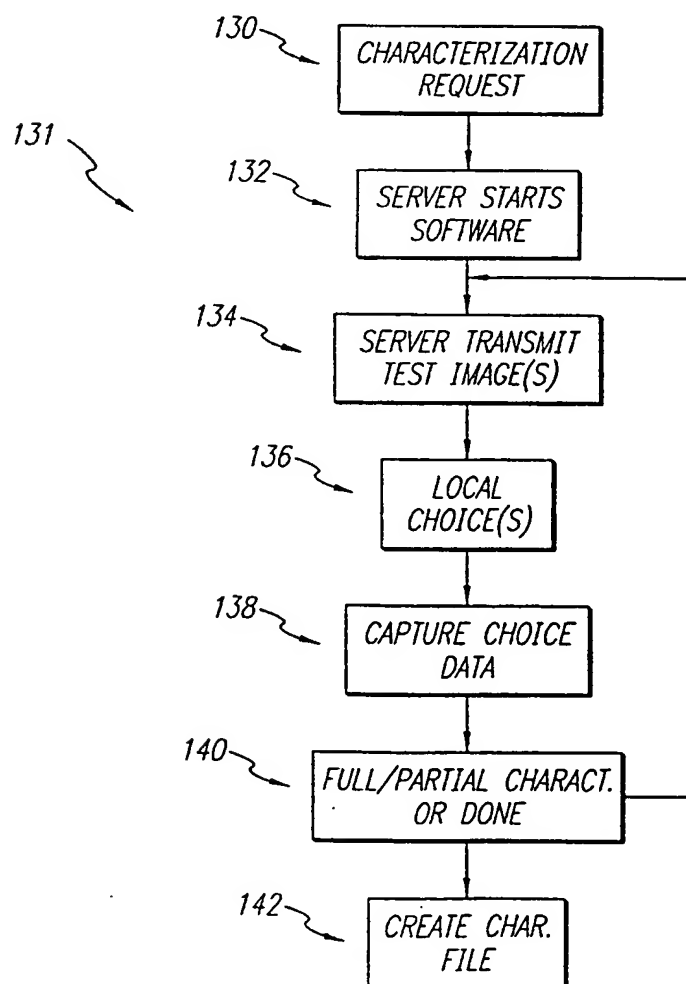 130
CHARACTERIZATION
REQUEST
131
132
SERVER STARTS
SOFTWARE
134
SERVER TRANSMIT
TEST IMAGE(S)
136
LOCAL
CHOICE(S)
138
CAPTURE CHOICE
DATA
140
FULL/PARTIAL CHARACT.
OR DONE
142
CREATE CHAR.
FILE